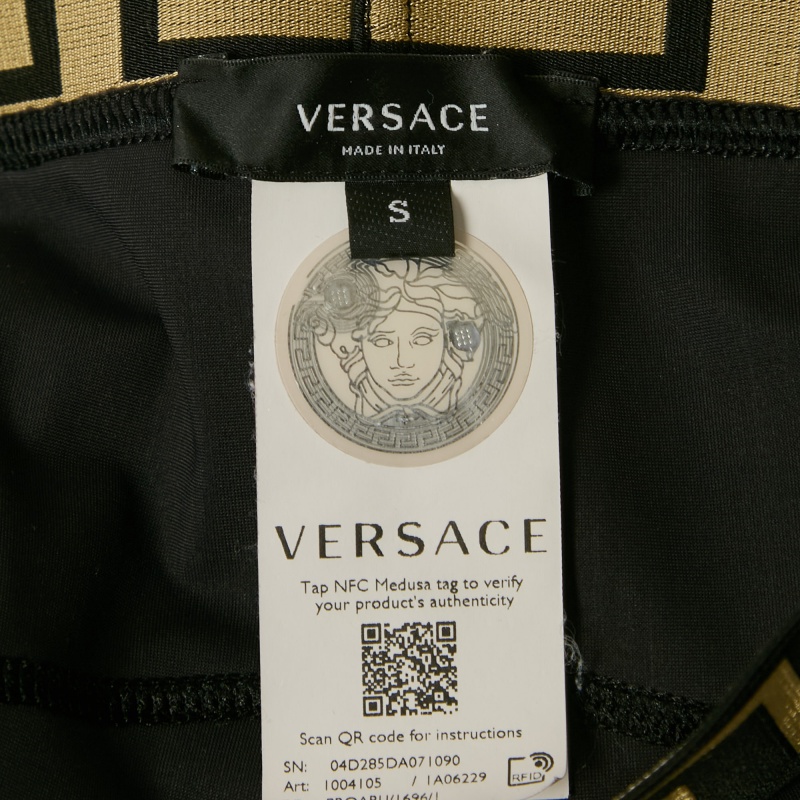 VERSACE
MADE IN ITALY
S
VERSACE
Tap NFC Medusa tag to verify
your product's authenticity
Scan QR code for instructions
SN: 04D285DA071090
Art: 1004105 / 1A06229
RFID